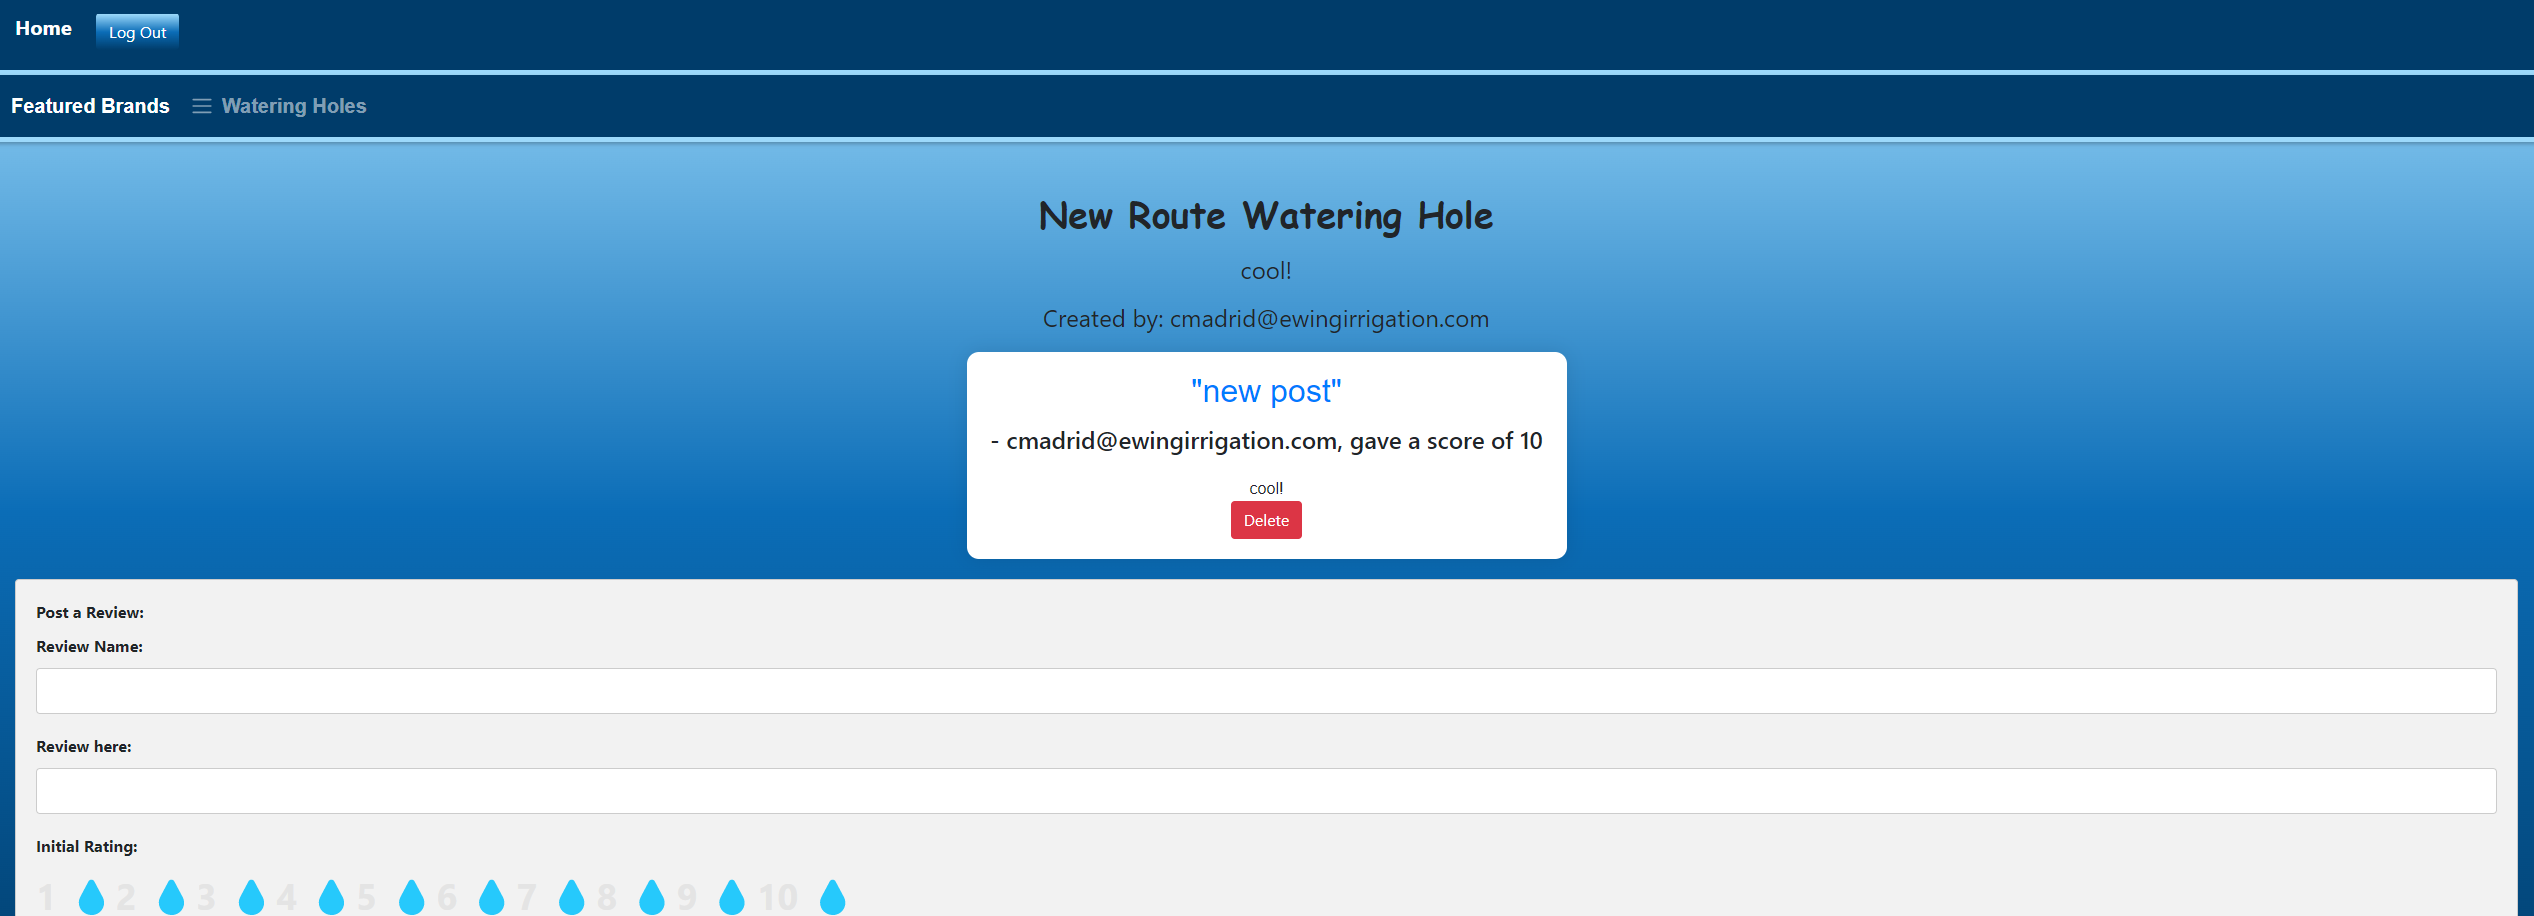 Home Log Out
Featured Brands Watering Holes
New Route Watering Hole
cool!
Created by: cmadrid@ewingirrigation.com
"new post"
- cmadrid@ewingirrigation.com, gave a score of 10
cool!
Delete
Post a Review:
Review Name:
Review here:
Initial Rating:
1 2 3 4 5 6 7 8 9 10